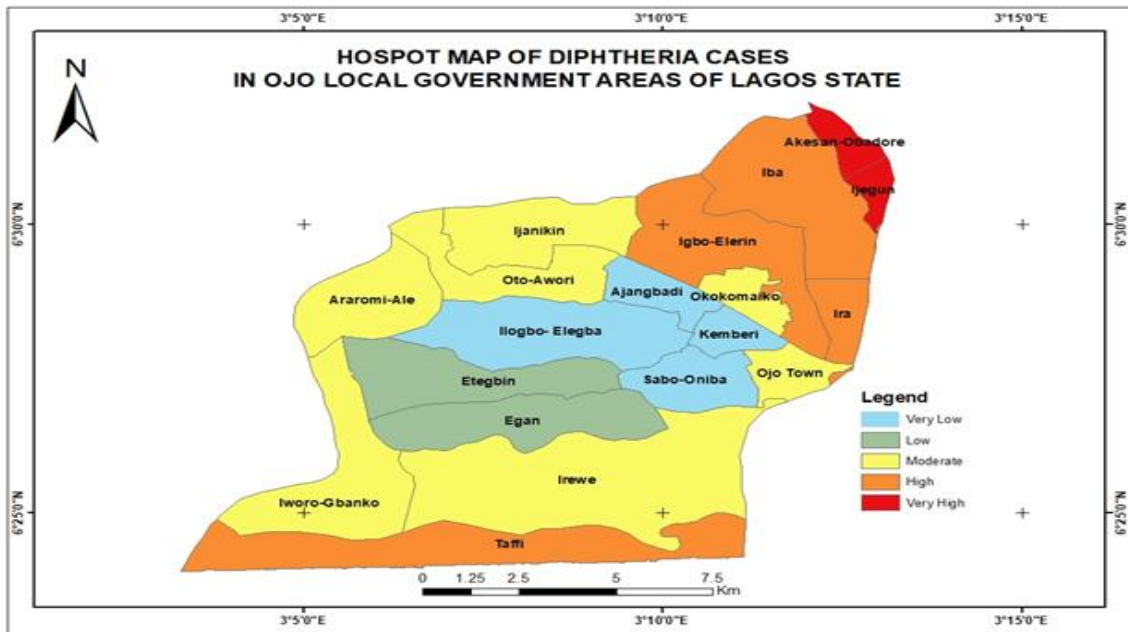 3°5'0"E 3°10'0"E 3°15'0"E
HOSPOT MAP OF DIPHTHERIA CASES
IN OJO LOCAL GOVERNMENT AREAS OF LAGOS STATE
N
Akesan-Obadore
Iba
Ijegun
6°30'0"N
6°30'0"N
Ijanikin
Igbo-Elerin
Oto-Awori
Ajangbadi
Okokomaiko
Araromi-Ale
Ira
Ilogbo- Elegba
Kemberi
Etegbin
Sabo-Oniba
Ojo Town
Egan
Legend
Very Low
Low
Moderate
High
Very High
Irewe
Iworo-Gbanko
6°25'0"N
6°25'0"N
Taffi
0 1.25 2.5 5 7.5
Km
3°5'0"E 3°10'0"E 3°15'0"E